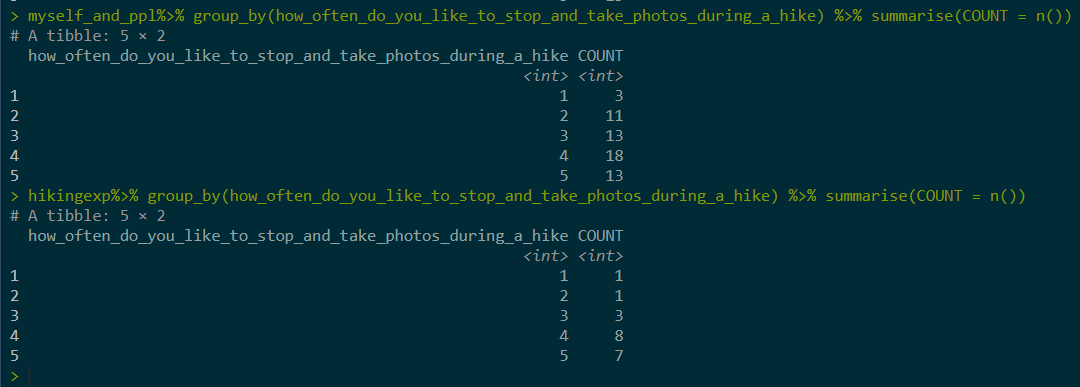 > myself_and_ppl%>% group_by(how_often_do_you_like_to_stop_and_take_photos_during_a_hike) %>% summarise(COUNT = n())
# A tibble: 5 × 2
how_often_do_you_like_to_stop_and_take_photos_during_a_hike COUNT
<int> <int>
1 1 3
2 2 11
3 3 13
4 4 18
5 5 13
> hikingexp%>% group_by(how_often_do_you_like_to_stop_and_take_photos_during_a_hike) %>% summarise(COUNT = n())
# A tibble: 5 × 2
how_often_do_you_like_to_stop_and_take_photos_during_a_hike COUNT
<int> <int>
1 1 1
2 2 1
3 3 3
4 4 8
5 5 7
>